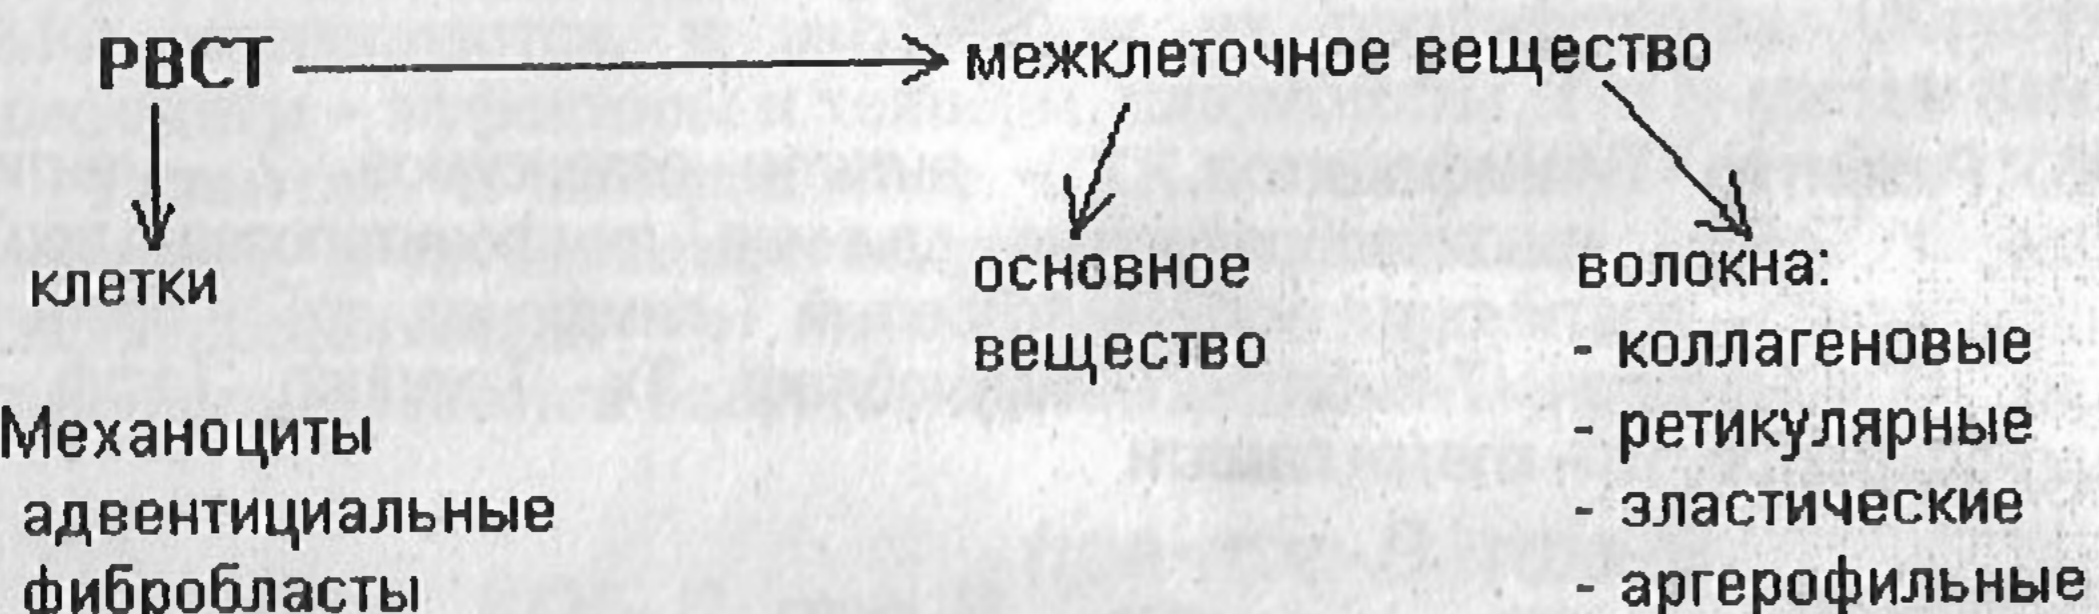 РВСТ межклеточное вещество
клетки
основное
вещество
волокна:
- коллагеновые
- ретикулярные
- эластические
- аргерофильные
Механоциты
адвентициальные
фибробласты